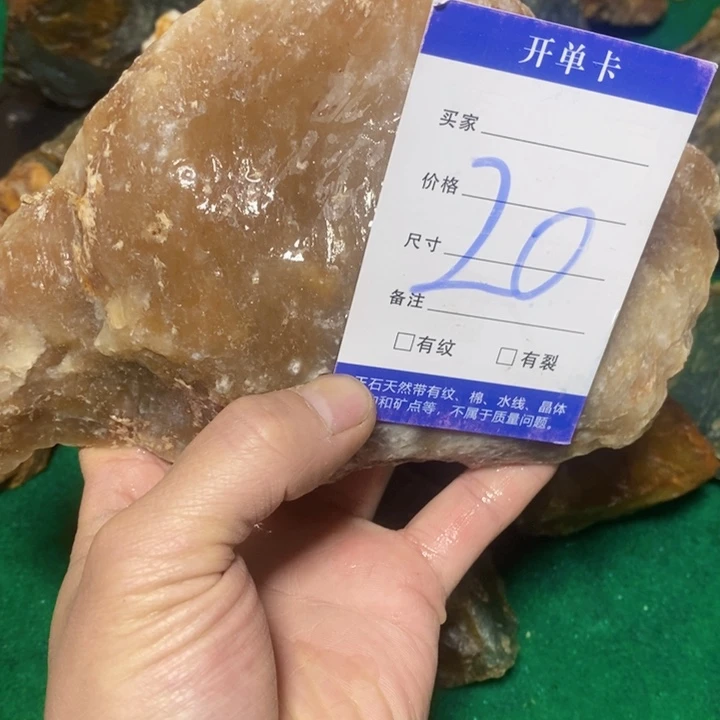 开单卡
买家
价格
20
尺寸
备注
□有纹 □有裂
石天然带有纹、棉、水线、晶体
和矿点等，不属于质量问题。